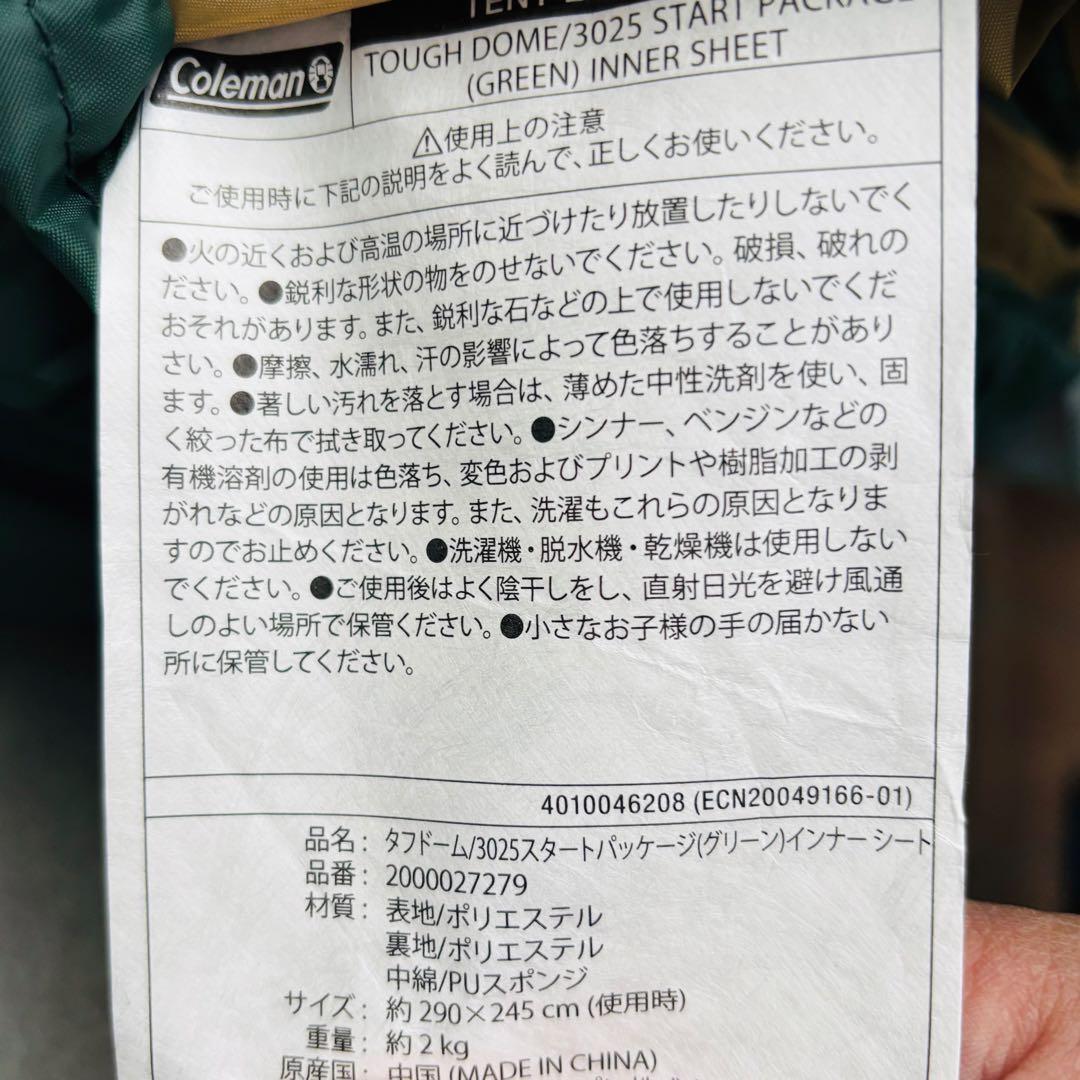 Coleman
TOUGH DOME/3025 START PACKAGE
(GREEN) INNER SHEET
⚠使用上の注意
ご使用時に下記の説明をよく読んで、正しくお使いください。
●火の近くおよび高温の場所に近づけたり放置したりしないでく
ださい。●鋭利な形状の物をのせないでください。破損、破れの
おそれがあります。また、鋭利な石などの上で使用しないでくだ
さい。●摩擦、水濡れ、汗の影響によって色落ちすることがあり
ます。●著しい汚れを落とす場合は、薄めた中性洗剤を使い、固
く絞った布で拭き取ってください。●シンナー、ベンジンなどの
有機溶剤の使用は色落ち、変色およびプリントや樹脂加工の剥
がれなどの原因となります。また、洗濯もこれらの原因となりま
すのでお止めください。●洗濯機・脱水機・乾燥機は使用しない
でください。●ご使用後はよく陰干しをし、直射日光を避け風通
しのよい場所で保管ください。●小さなお子様の手の届かない
所に保管してください。
4010046208 (ECN20049166-01)
品名： タフドーム/3025スタートパッケージ(グリーン)インナー シート
品番： 2000027279
材質： 表地/ポリエステル
裏地/ポリエステル
中綿/PUスポンジ
サイズ： 約 290×245 cm (使用時)
重量： 約 2 kg
原産国： 中国 (MADE IN CHINA)